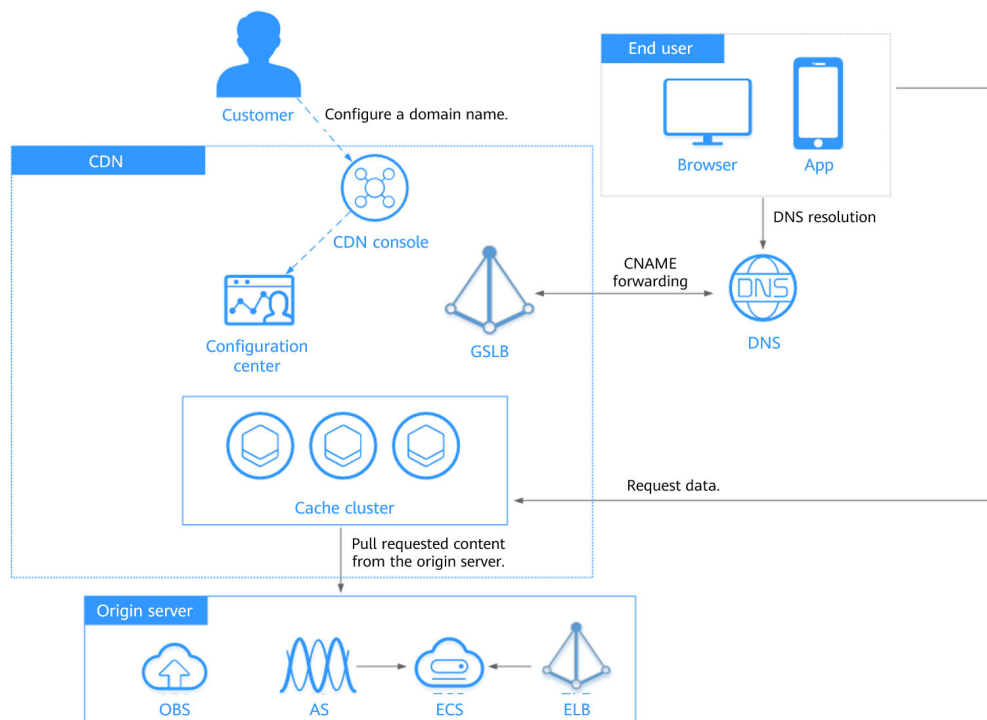 End user
Customer
Configure a domain name.
Browser
App
CDN
DNS resolution
CDN console
CNAME
forwarding
DNS
DNS
Configuration
center
GSLB
Cache cluster
Request data.
Pull requested content
from the origin server.
Origin server
OBS
AS
ECS
ELB